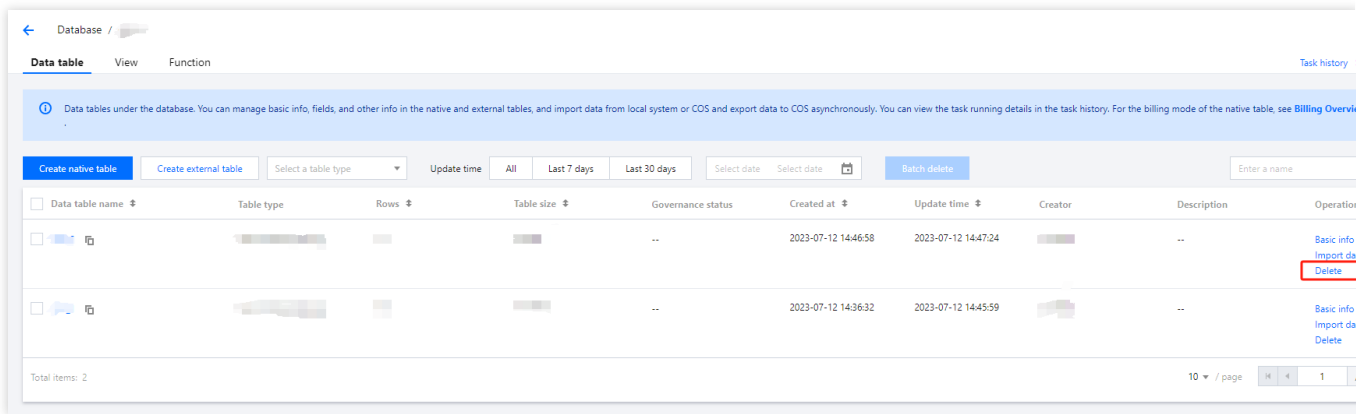 Database /
Data table View Function Task history
Data tables under the database. You can manage basic info, fields, and other info in the native and external tables, and import data from local system or COS and export data to COS asynchronously. You can view the task running details in the task history. For the billing mode of the native table, see Billing Overvie
.
Create native table Create external table Select a table type Update time All Last 7 days Last 30 days Select date Select date Batch delete Enter a name
Data table name Table type Rows Table size Governance status Created at Update time Creator Description Operation
-- 2023-07-12 14:46:58 2023-07-12 14:47:24 -- Basic info
Import da
Delete
-- 2023-07-12 14:36:32 2023-07-12 14:45:59 -- Basic info
Import da
Delete
Total items: 2 10 / page 1